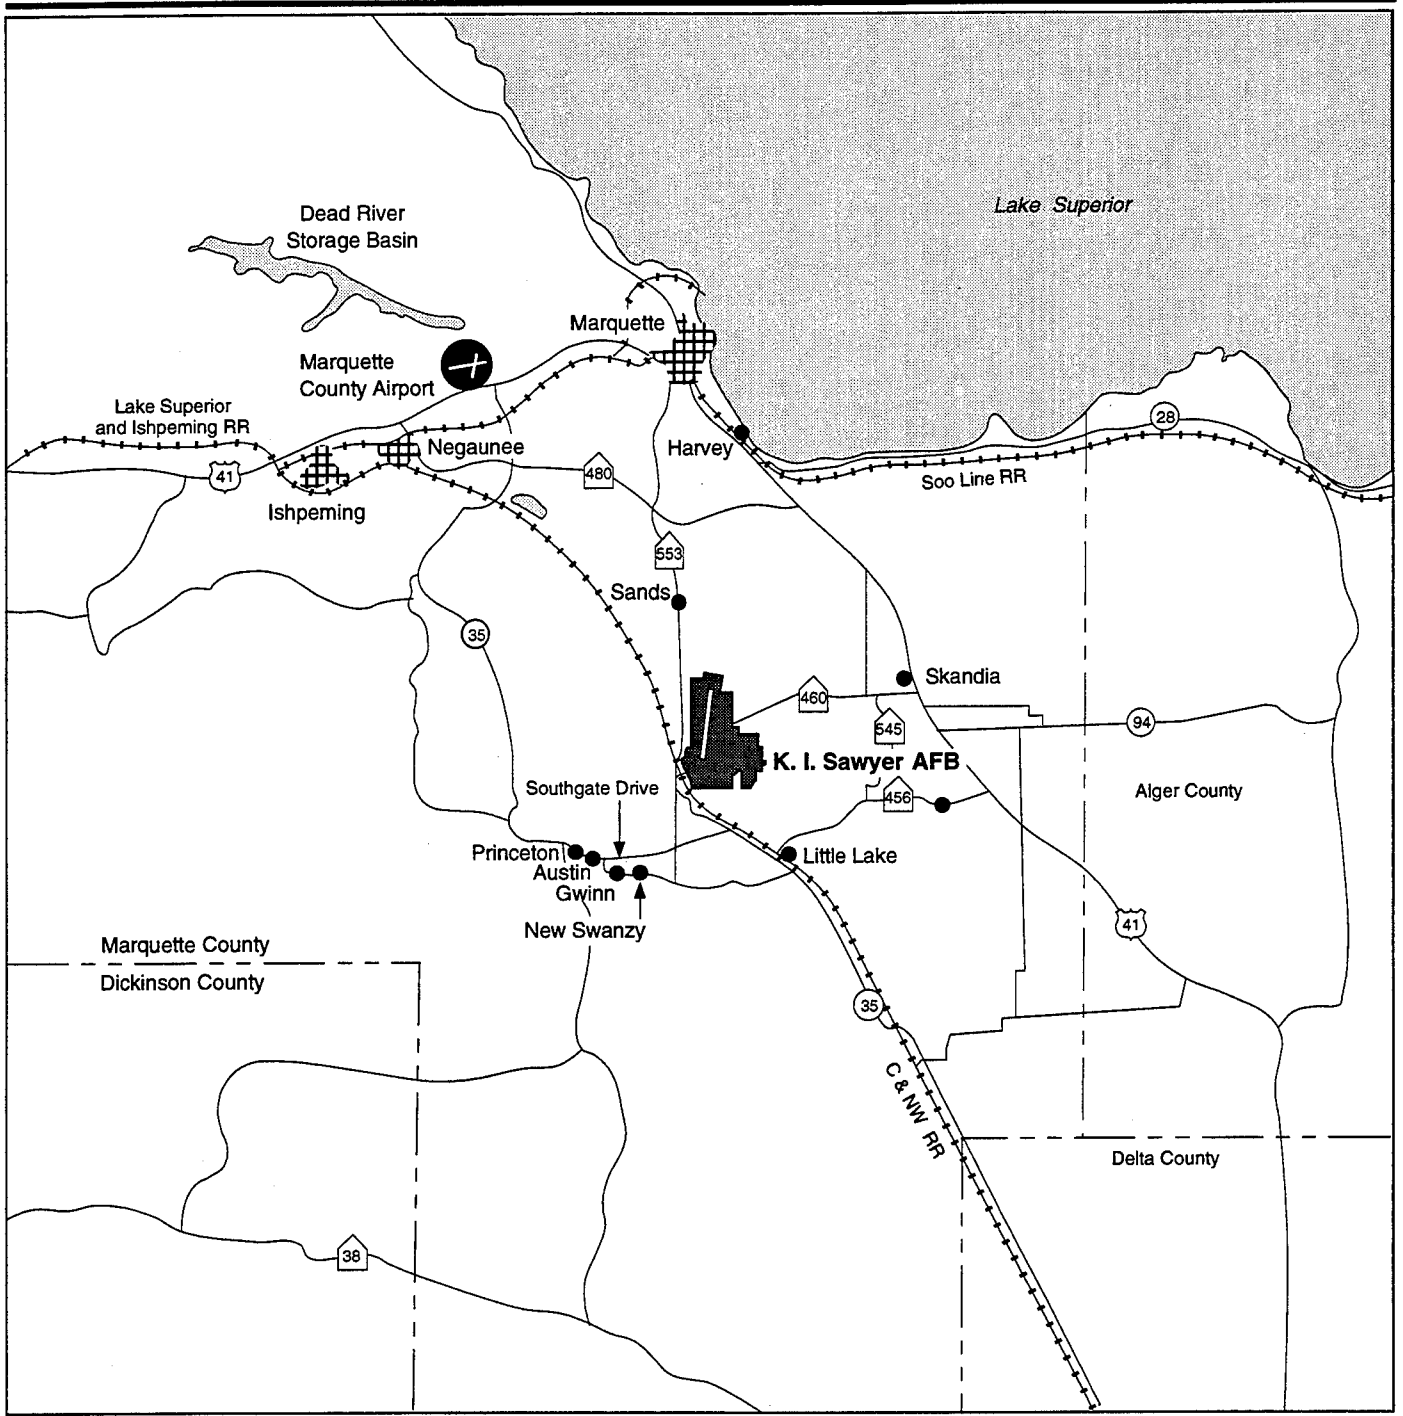 Lake Superior
Dead River
Storage Basin
Marquette
Marquette
County Airport
Lake Superior
and Ishpeming RR
28
Negaunee
Harvey
41
480
Soo Line RR
Ishpeming
553
Sands
35
Skandia
460
545
94
K. I. Sawyer AFB
Southgate Drive
456
Alger County
Princeton
Little Lake
Austin
Gwinn
New Swanzy
41
Marquette County
Dickinson County
35
C & NW RR
Delta County
38